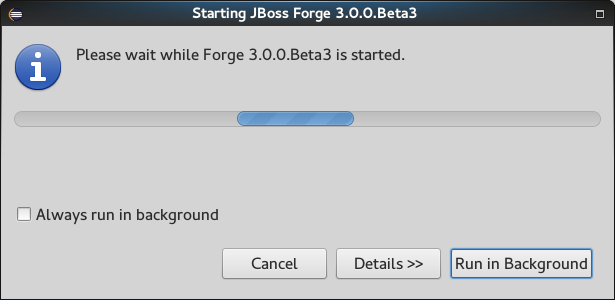 Starting JBoss Forge 3.0.0.Beta3
Please wait while Forge 3.0.0.Beta3 is started.
Always run in background
Cancel Details >> Run in Background